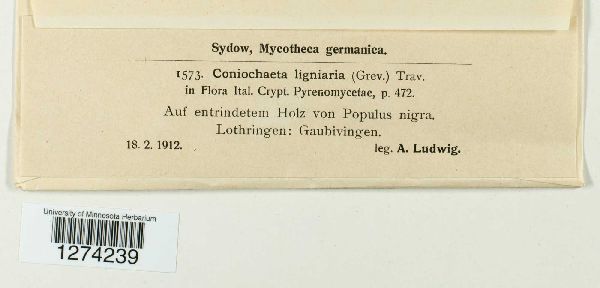 Sydow, Mycotheca germanica.
1573. Coniochaeta ligniaria (Grev.) Trav.
in Flora Ital. Crypt. Pyrenomycetae, p. 472.
Auf entrindetem Holz von Populus nigra.
Lothringen: Gaubivingen.
18. 2. 1912. leg. A. Ludwig.
University of Minnesota Herbarium
1274239